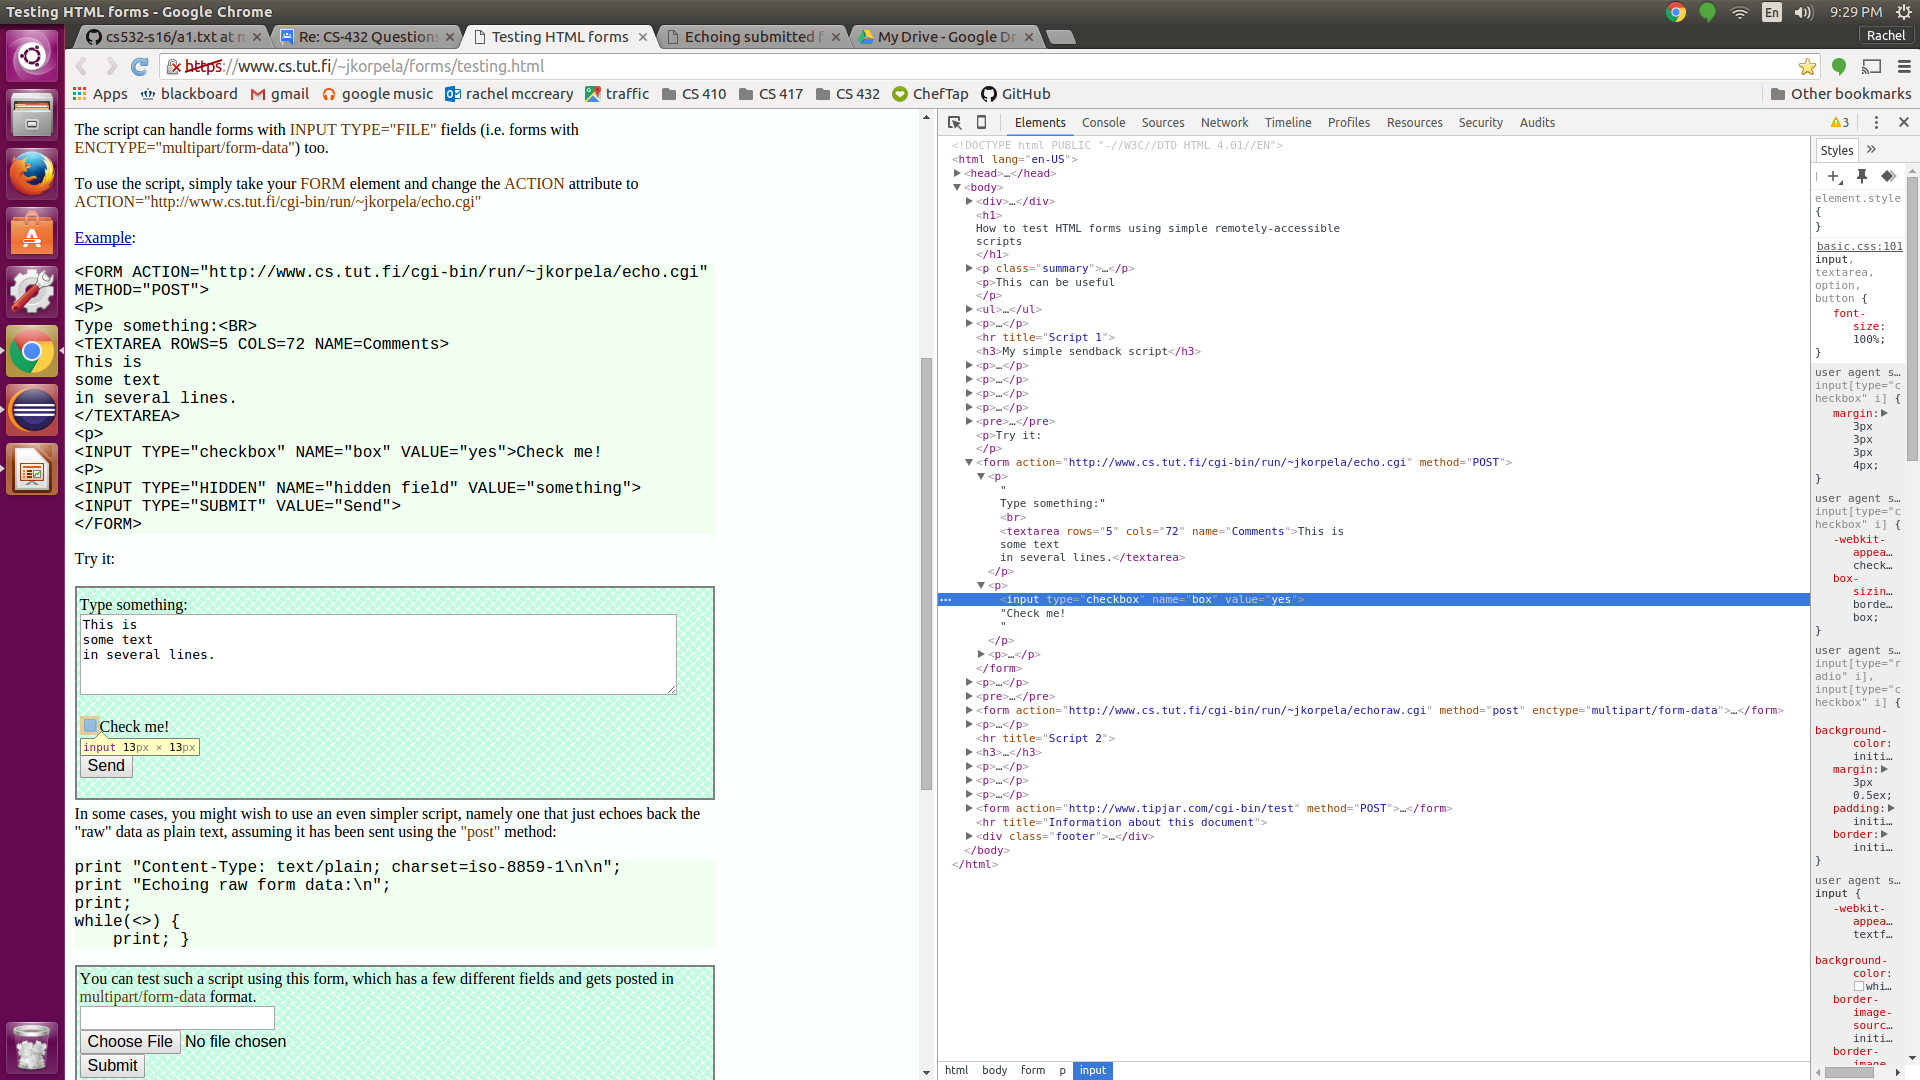 Testing HTML forms - Google Chrome
En
9:29 PM
cs532-s16/a1.txt at
Re: CS-432 Question
Testing HTML forms
Echoing submitted f
My Drive - Google Dr
Rachel
https://www.cs.tut.fi/~jkorpela/forms/testing.html
Apps
blackboard
gmail
google music
rachel mccreary
traffic
CS 410
CS 417
CS 432
ChefTap
GitHub
Other bookmarks
The script can handle forms with INPUT TYPE="FILE" fields (i.e. forms with
ENCTYPE="multipart/form-data") too.
To use the script, simply take your FORM element and change the ACTION attribute to
ACTION="http://www.cs.tut.fi/cgi-bin/run/~jkorpela/echo.cgi"
Example:
<FORM ACTION="http://www.cs.tut.fi/cgi-bin/run/~jkorpela/echo.cgi"
METHOD="POST">
<P>
Type something:<BR>
<TEXTAREA ROWS=5 COLS=72 NAME=Comments>
This is
some text
in several lines.
</TEXTAREA>
<p>
<INPUT TYPE="checkbox" NAME="box" VALUE="yes">Check me!
<P>
<INPUT TYPE="HIDDEN" NAME="hidden field" VALUE="something">
<INPUT TYPE="SUBMIT" VALUE="Send">
</FORM>
Try it:
Type something:
This is
some text
in several lines.
Check me!
input 13px × 13px
Send
In some cases, you might wish to use an even simpler script, namely one that just echoes back the
"raw" data as plain text, assuming it has been sent using the "post" method:
print "Content-Type: text/plain; charset=iso-8859-1\n\n";
print "Echoing raw form data:\n";
print;
while(<>) {
print; }
You can test such a script using this form, which has a few different fields and gets posted in
multipart/form-data format.
Choose File No file chosen
Submit
Elements Console Sources Network Timeline Profiles Resources Security Audits
3
<!DOCTYPE html PUBLIC "-//W3C//DTD HTML 4.01//EN">
<html lang="en-US">
<head>…</head>
<body>
<div>…</div>
<h1>
How to test HTML forms using simple remotely-accessible
scripts
</h1>
<p class="summary">…</p>
<p>This can be useful
</p>
<ul>…</ul>
<p>…</p>
<hr title="Script 1">
<h3>My simple sendback script</h3>
<p>…</p>
<p>…</p>
<p>…</p>
<p>…</p>
<pre>…</pre>
<p>Try it:
</p>
<form action="http://www.cs.tut.fi/cgi-bin/run/~jkorpela/echo.cgi" method="POST">
<p>
"
Type something:"
<br>
<textarea rows="5" cols="72" name="Comments">This is
some text
in several lines.</textarea>
</p>
<p>
<input type="checkbox" name="box" value="yes">
"Check me!
"
</p>
<p>…</p>
</form>
<p>…</p>
<pre>…</pre>
<form action="http://www.cs.tut.fi/cgi-bin/run/~jkorpela/echoraw.cgi" method="post" enctype="multipart/form-data">…</form>
<p>…</p>
<hr title="Script 2">
<h3>…</h3>
<p>…</p>
<p>…</p>
<p>…</p>
<form action="http://www.tipjar.com/cgi-bin/test" method="POST">…</form>
<hr title="Information about this document">
<div class="footer">…</div>
</body>
</html>
html body form p input
Styles
element.style
{
}
basic.css:101
input,
textarea,
option,
button {
font-
size:
100%;
}
user agent s…
input[type="c
heckbox" i] {
margin:
3px
3px
3px
4px;
}
user agent s…
input[type="c
heckbox" i] {
-webkit-
appea…
check…
box-
sizin…
borde…
box;
}
user agent s…
input[type="r
adio" i],
input[type="c
heckbox" i] {
background-
color:
initi…
margin:
3px
0.5ex;
padding:
initi…
border:
initi…
}
user agent s…
input {
-webkit-
appea…
textf…
background-
color:
whi…
border-
image-
sourc…
initi…
border-